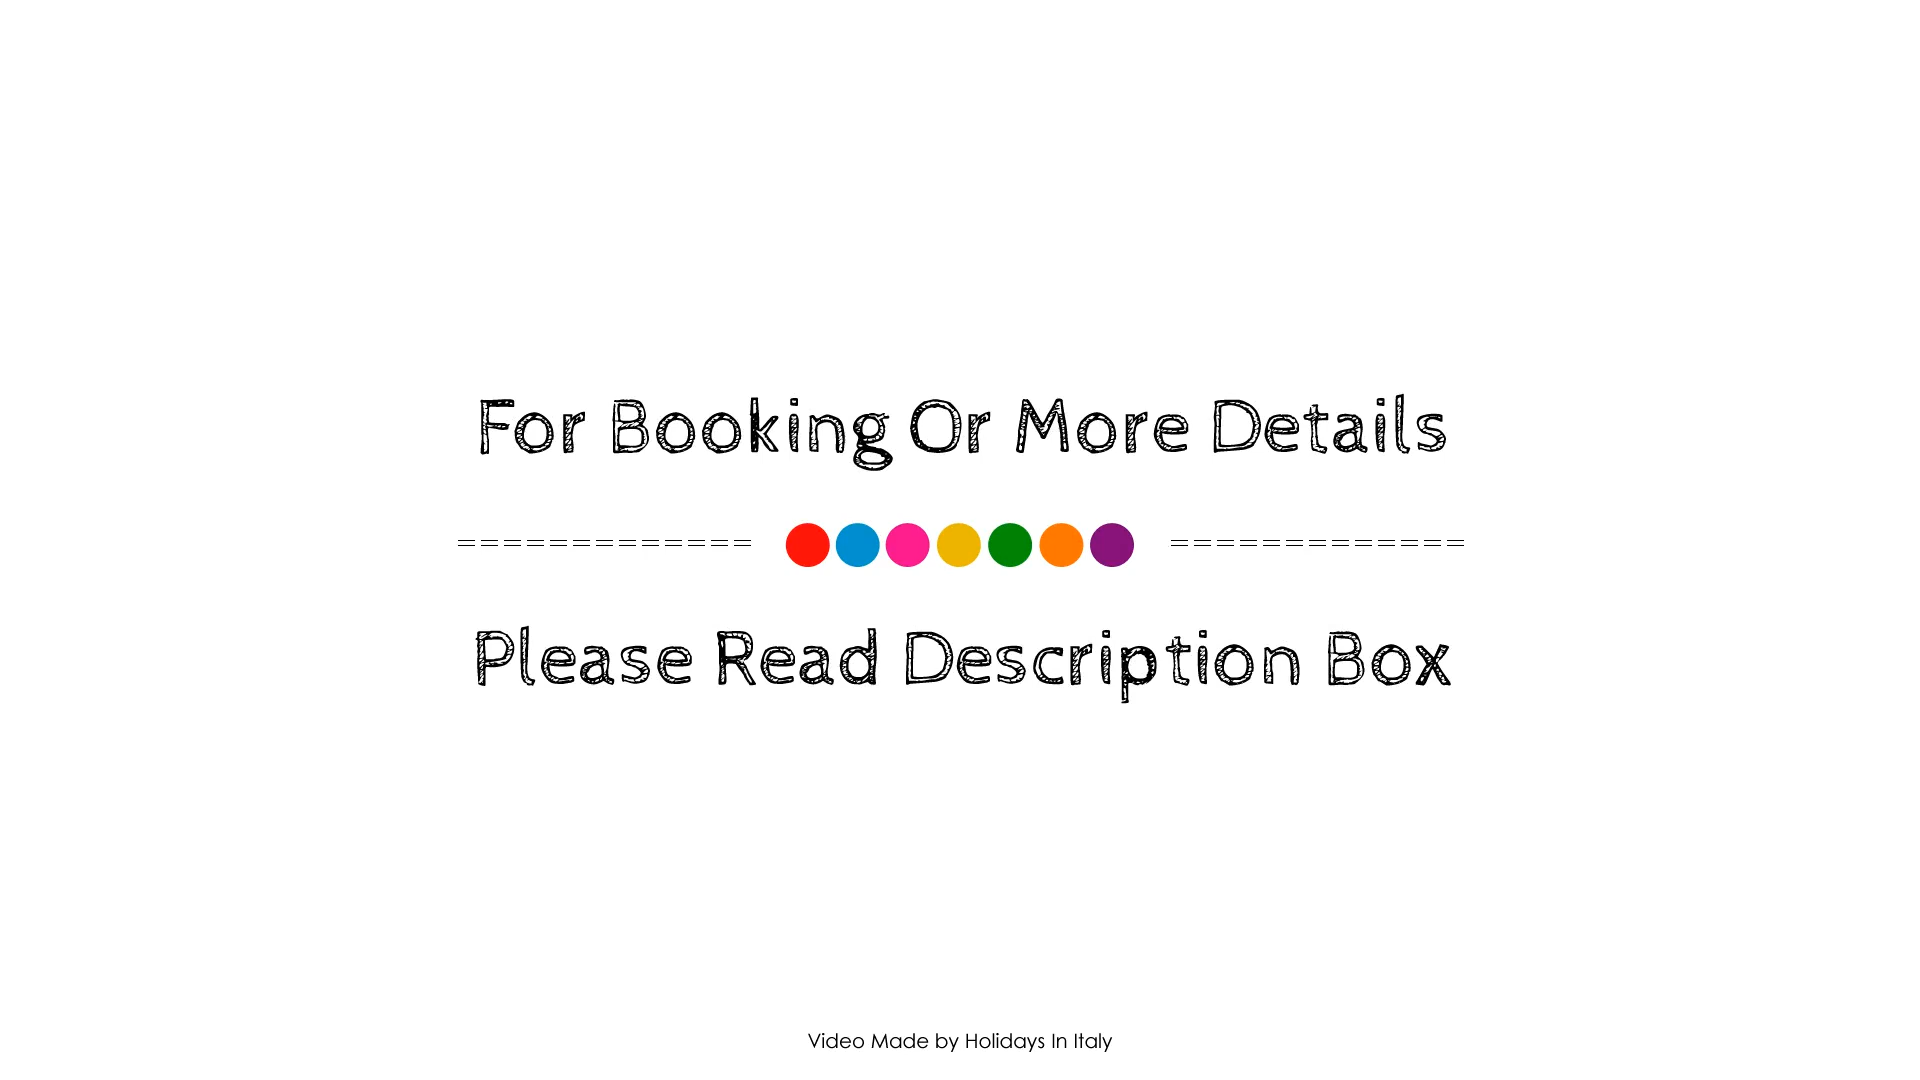 For Booking Or More Details
============= =============
Please Read Description Box
Video Made by Holidays In Italy